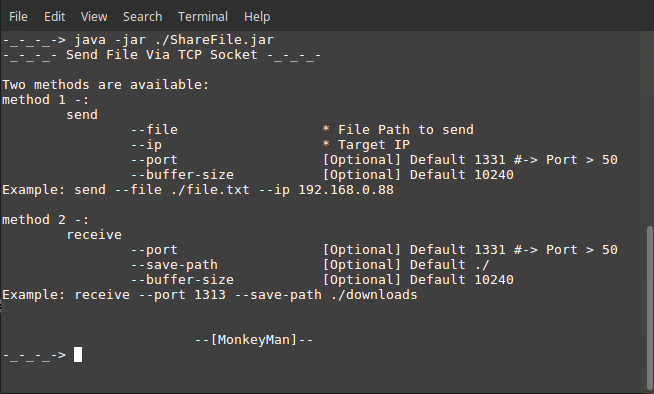 File Edit View Search Terminal Help
-_-_-_-> java -jar ./ShareFile.jar
-_-_-_- Send File Via TCP Socket -_-_-_-
Two methods are available:
method 1 -:
send
--file * File Path to send
--ip * Target IP
--port [Optional] Default 1331 #-> Port > 50
--buffer-size [Optional] Default 10240
Example: send --file ./file.txt --ip 192.168.0.88
method 2 -:
receive
--port [Optional] Default 1331 #-> Port > 50
--save-path [Optional] Default ./
--buffer-size [Optional] Default 10240
Example: receive --port 1313 --save-path ./downloads
--[MonkeyMan]--
-_-_-_->